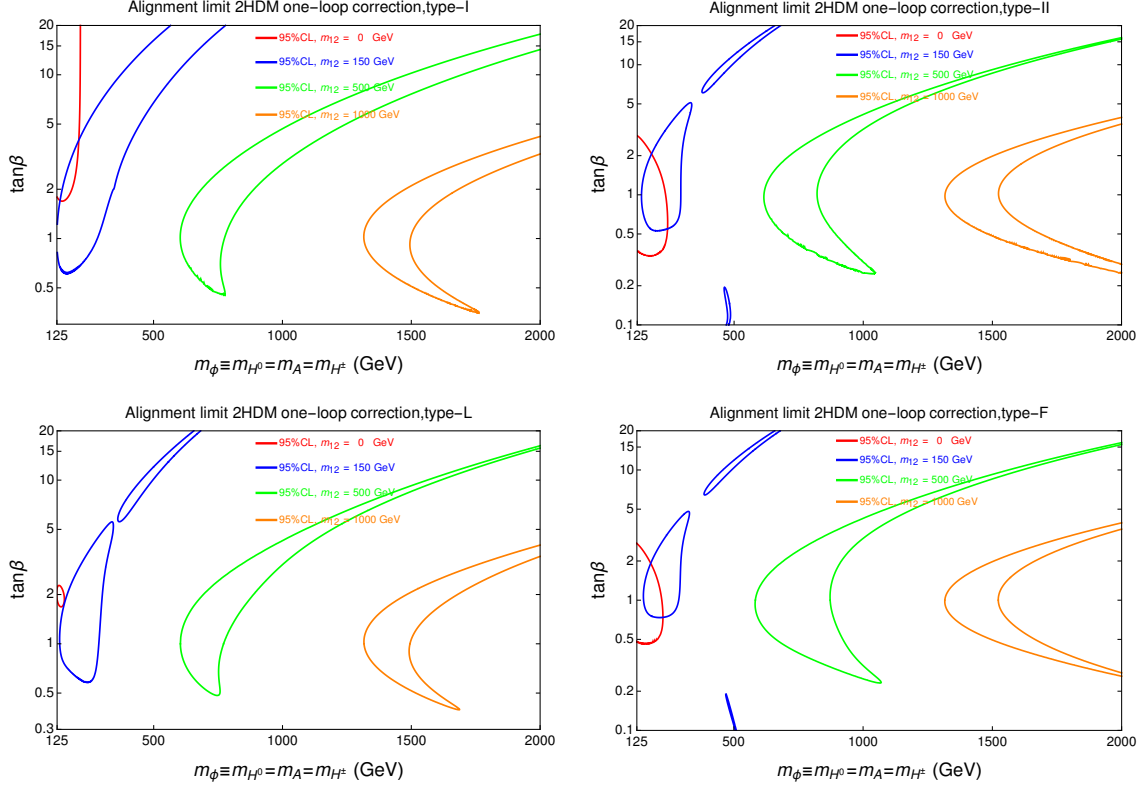 Alignment limit 2HDM one-loop correction,type-I
20
15
10
5
2
1
0.5
tanβ
95%CL, m12 = 0 GeV
95%CL, m12 = 150 GeV
95%CL, m12 = 500 GeV
95%CL, m12 = 1000 GeV
125 500 1000 1500 2000
mϕ≡mH0=mA=mH± (GeV)
Alignment limit 2HDM one-loop correction,type-II
20
15
10
5
2
1
0.5
0.2
0.1
tanβ
95%CL, m12 = 0 GeV
95%CL, m12 = 150 GeV
95%CL, m12 = 500 GeV
95%CL, m12 = 1000 GeV
125 500 1000 1500 2000
mϕ≡mH0=mA=mH± (GeV)
Alignment limit 2HDM one-loop correction,type-L
20
15
10
5
2
1
0.5
0.3
tanβ
95%CL, m12 = 0 GeV
95%CL, m12 = 150 GeV
95%CL, m12 = 500 GeV
95%CL, m12 = 1000 GeV
125 500 1000 1500 2000
mϕ≡mH0=mA=mH± (GeV)
Alignment limit 2HDM one-loop correction,type-F
20
15
10
5
2
1
0.5
0.2
0.1
tanβ
95%CL, m12 = 0 GeV
95%CL, m12 = 150 GeV
95%CL, m12 = 500 GeV
95%CL, m12 = 1000 GeV
125 500 1000 1500 2000
mϕ≡mH0=mA=mH± (GeV)